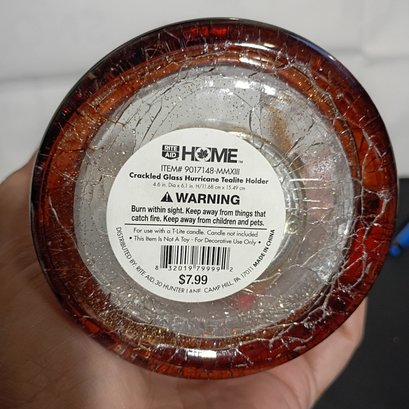 RITE AID HOME™
ITEM# 9017148-MMXIII
Crackled Glass Hurricane Tealite Holder
4.6 in. Dia x 6.1 in. H/11.68 cm x 15.49 cm
⚠ WARNING
Burn within sight. Keep away from things that
catch fire. Keep away from children and pets.
For use with a T-Lite candle. Candle not included
• This Item Is Not A Toy - For Decorative Use Only •
8 32019 79999 2
$7.99
DISTRIBUTED BY RITE AID 30 HUNTER LANE CAMP HILL, PA 17011
MADE IN CHINA